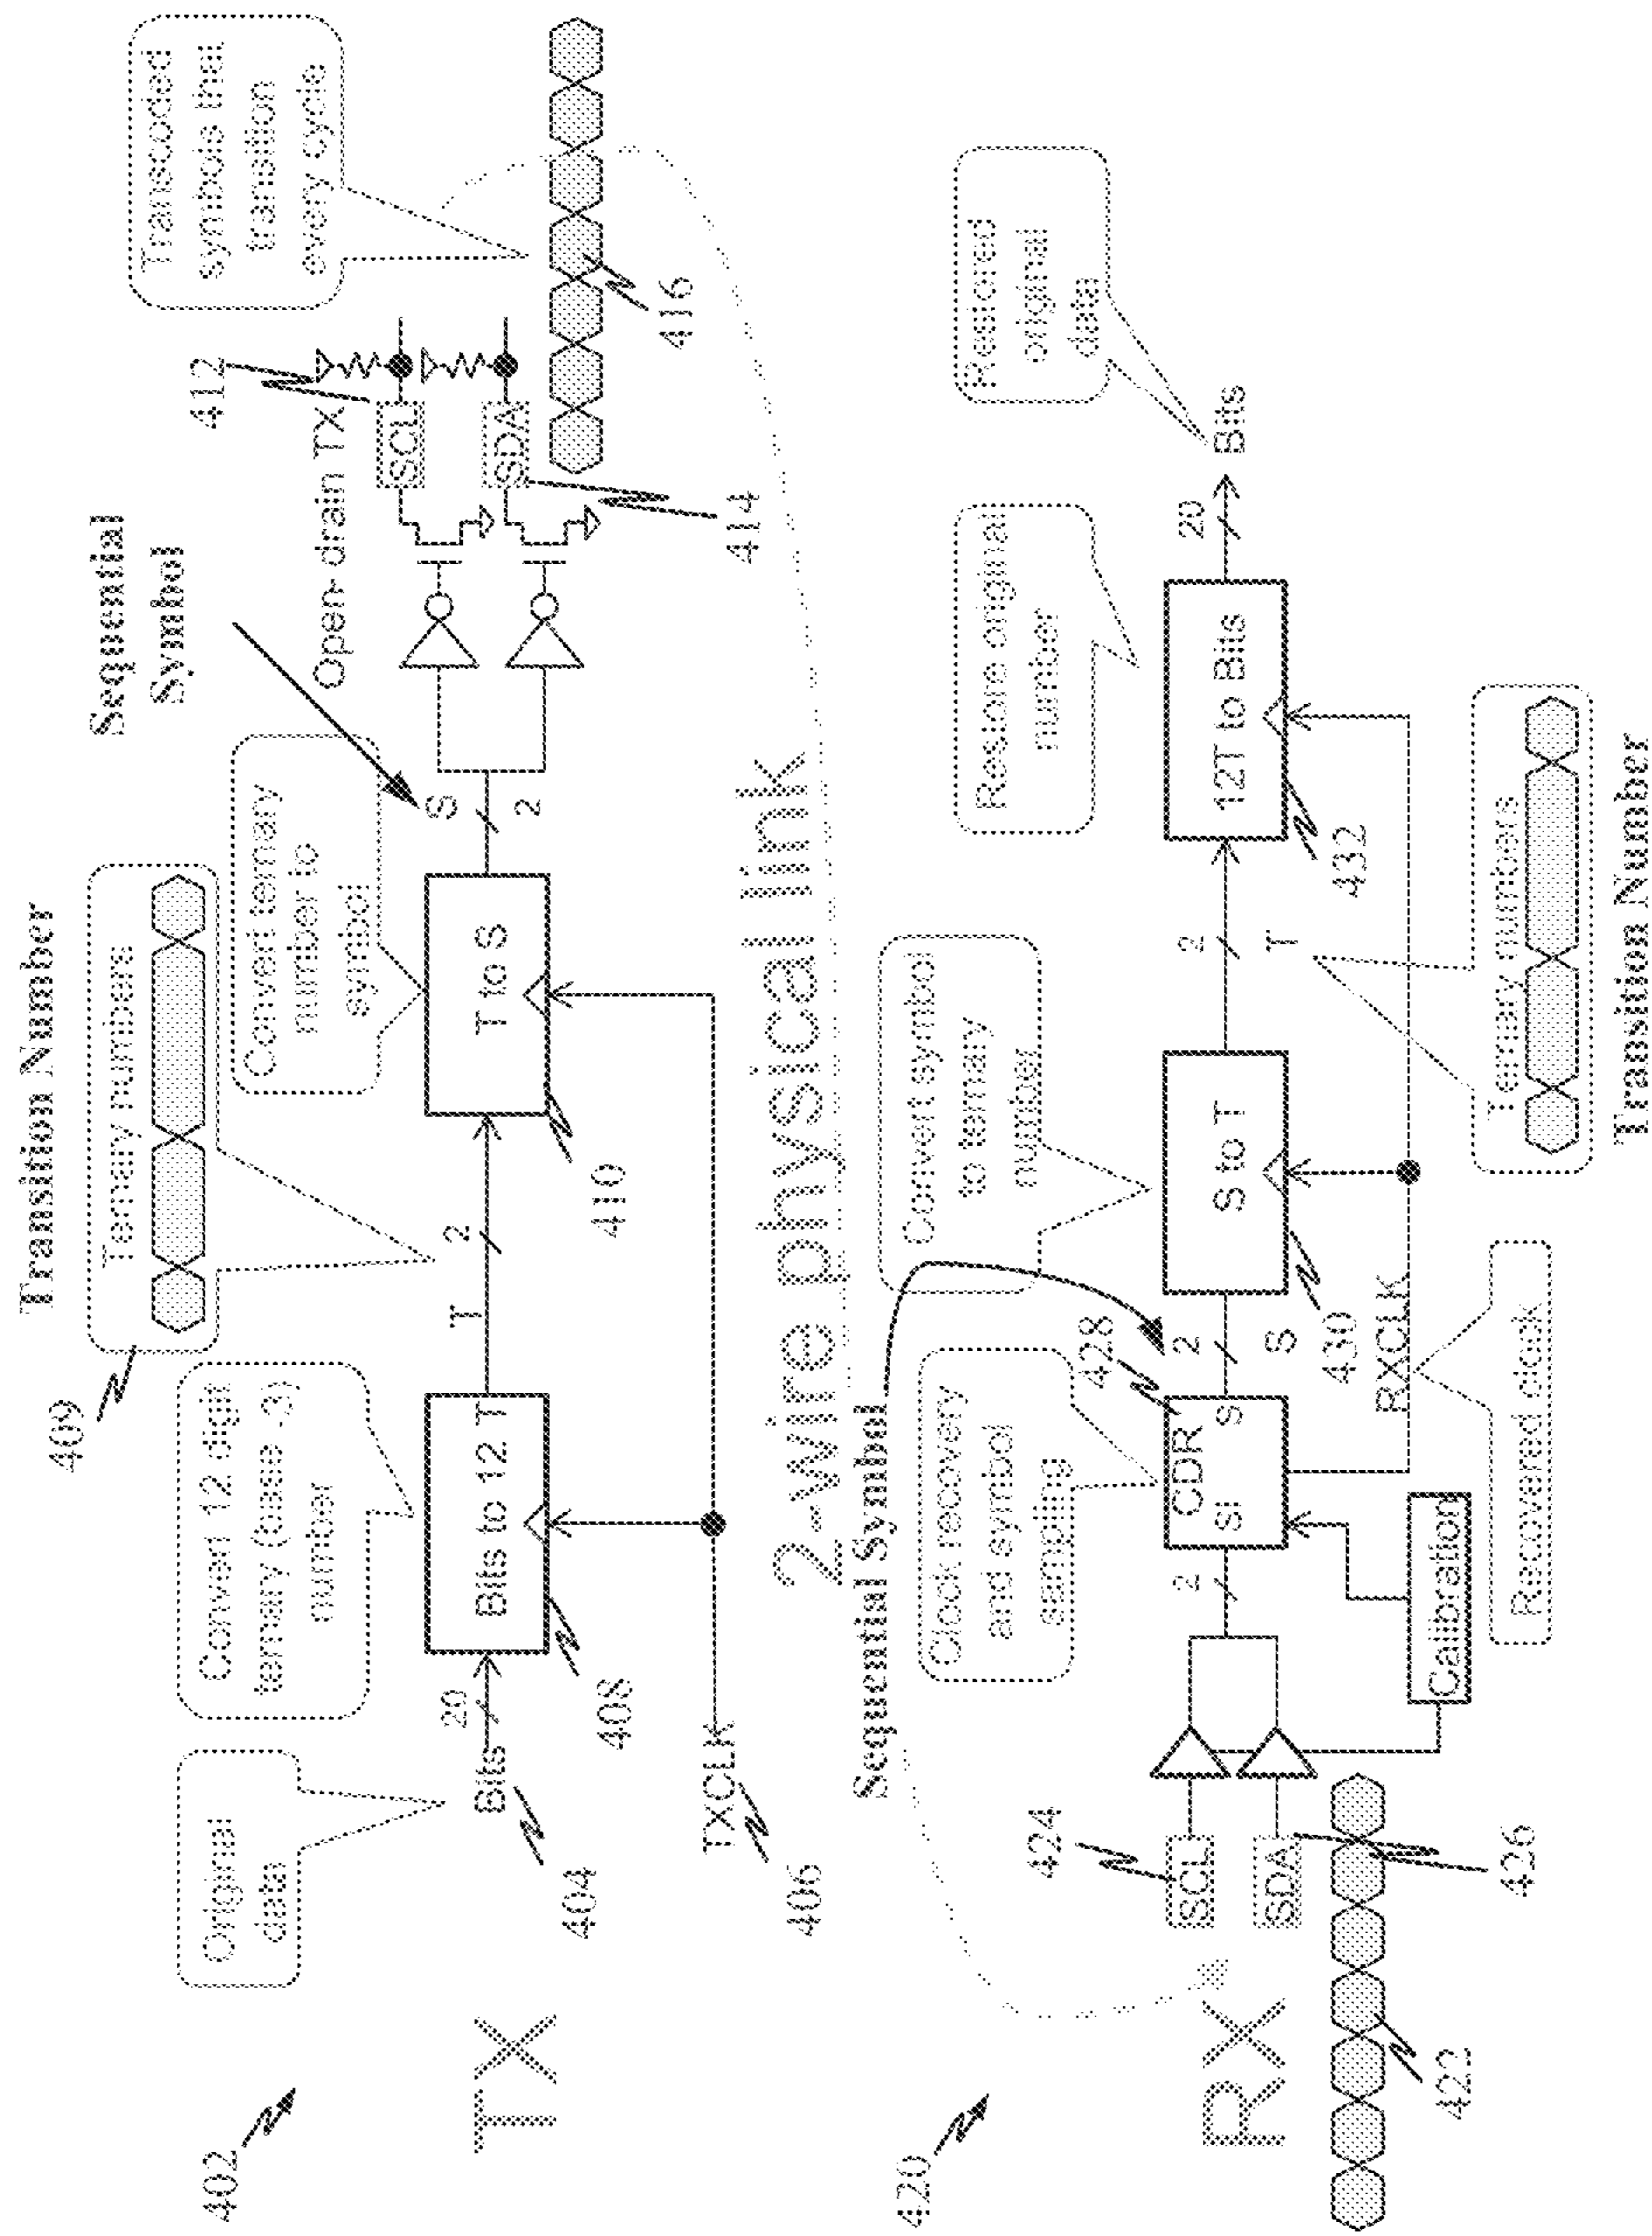 402
TX
Original
data
Bits
404
20
Convert 12 digit
ternary (base -3)
number
Bits to 12 T
408
TXCLK
406
409
Transition Number
Ternary numbers
T
2
Convert ternary
number to
symbol
T to S
410
Sequential
Symbol
S
2
Open- drain TX
412
SCL
SDA
414
Transcoded
symbols that
transition
every cycle
416
2-wire physical link
420
RX
422
424
SCL
SDA
426
Sequential Symbol
Clock recovery
and symbol
sampling
2
CDR
SI
S
428
2
S
Calibration
RXCLK
Recovered clock
Convert symbol
to ternary
number
S to T
430
2
T
Ternary numbers
Transition Number
Restore original
number
12T to Bits
432
20
Bits
Restored
original
data